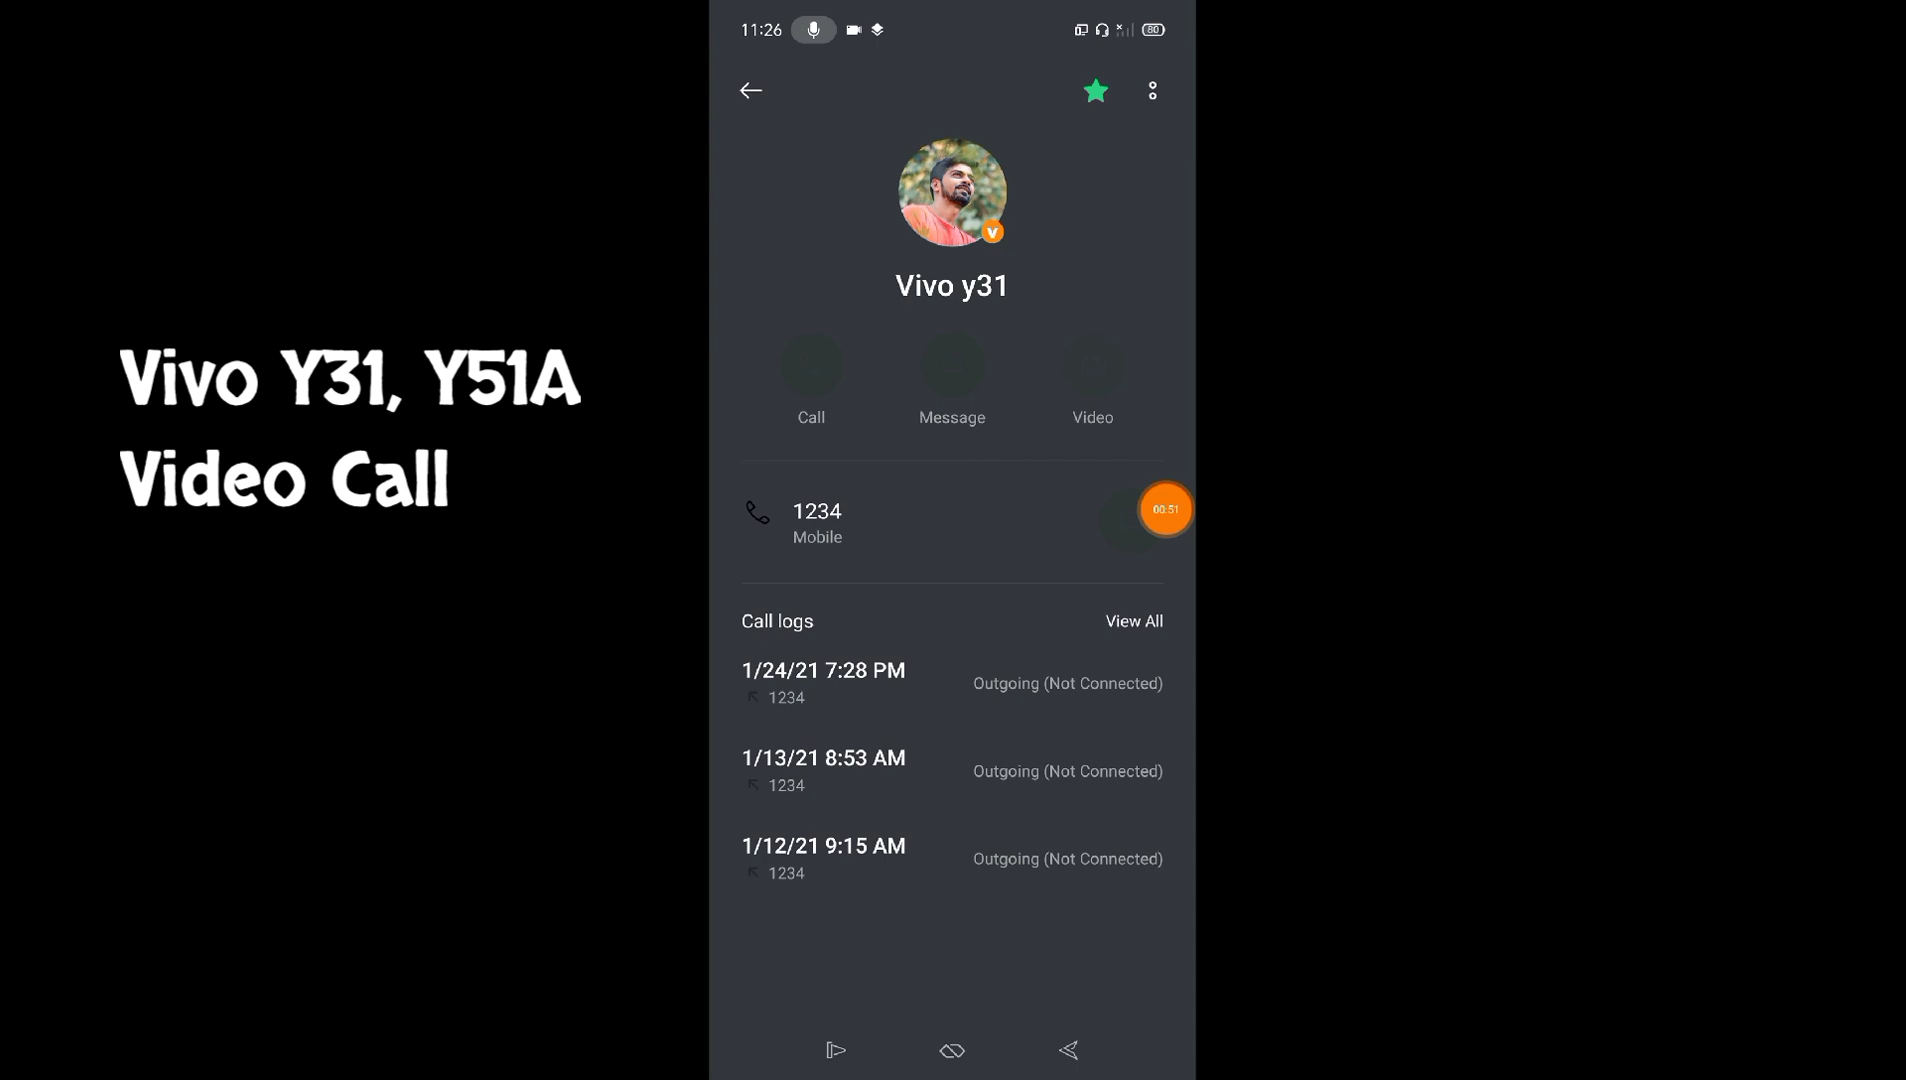 11:26
80
V
Vivo y31
Call
Message
Video
Vivo Y31, Y51A
Video Call
1234
Mobile
00:51
Call logs
View All
1/24/21 7:28 PM
Outgoing (Not Connected)
1234
1/13/21 8:53 AM
Outgoing (Not Connected)
1234
1/12/21 9:15 AM
Outgoing (Not Connected)
1234